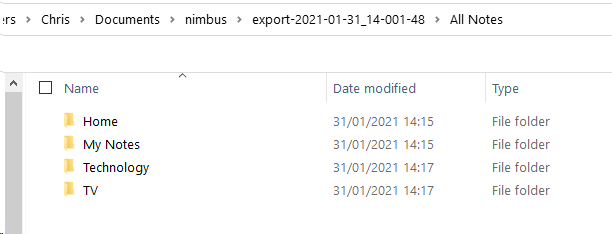 ers > Chris > Documents > nimbus > export-2021-01-31_14-001-48 > All Notes
Name Date modified Type
Home 31/01/2021 14:15 File folder
My Notes 31/01/2021 14:15 File folder
Technology 31/01/2021 14:17 File folder
TV 31/01/2021 14:17 File folder